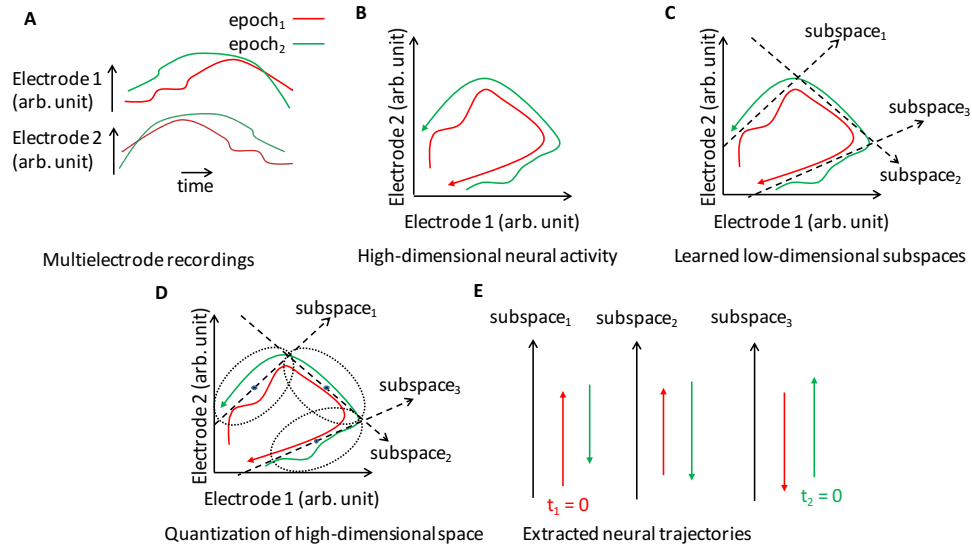 A
epoch₁
epoch₂
Electrode 1
(arb. unit)
Electrode 2
(arb. unit)
time
Multielectrode recordings
B
Electrode 2 (arb. unit)
Electrode 1 (arb. unit)
High-dimensional neural activity
C
subspace₁
subspace₃
subspace₂
Electrode 2 (arb. unit)
Electrode 1 (arb. unit)
Learned low-dimensional subspaces
D
subspace₁
subspace₃
subspace₂
Electrode 2 (arb. unit)
Electrode 1 (arb. unit)
Quantization of high-dimensional space
E
subspace₁ subspace₂ subspace₃
t₁ = 0
t₂ = 0
Extracted neural trajectories